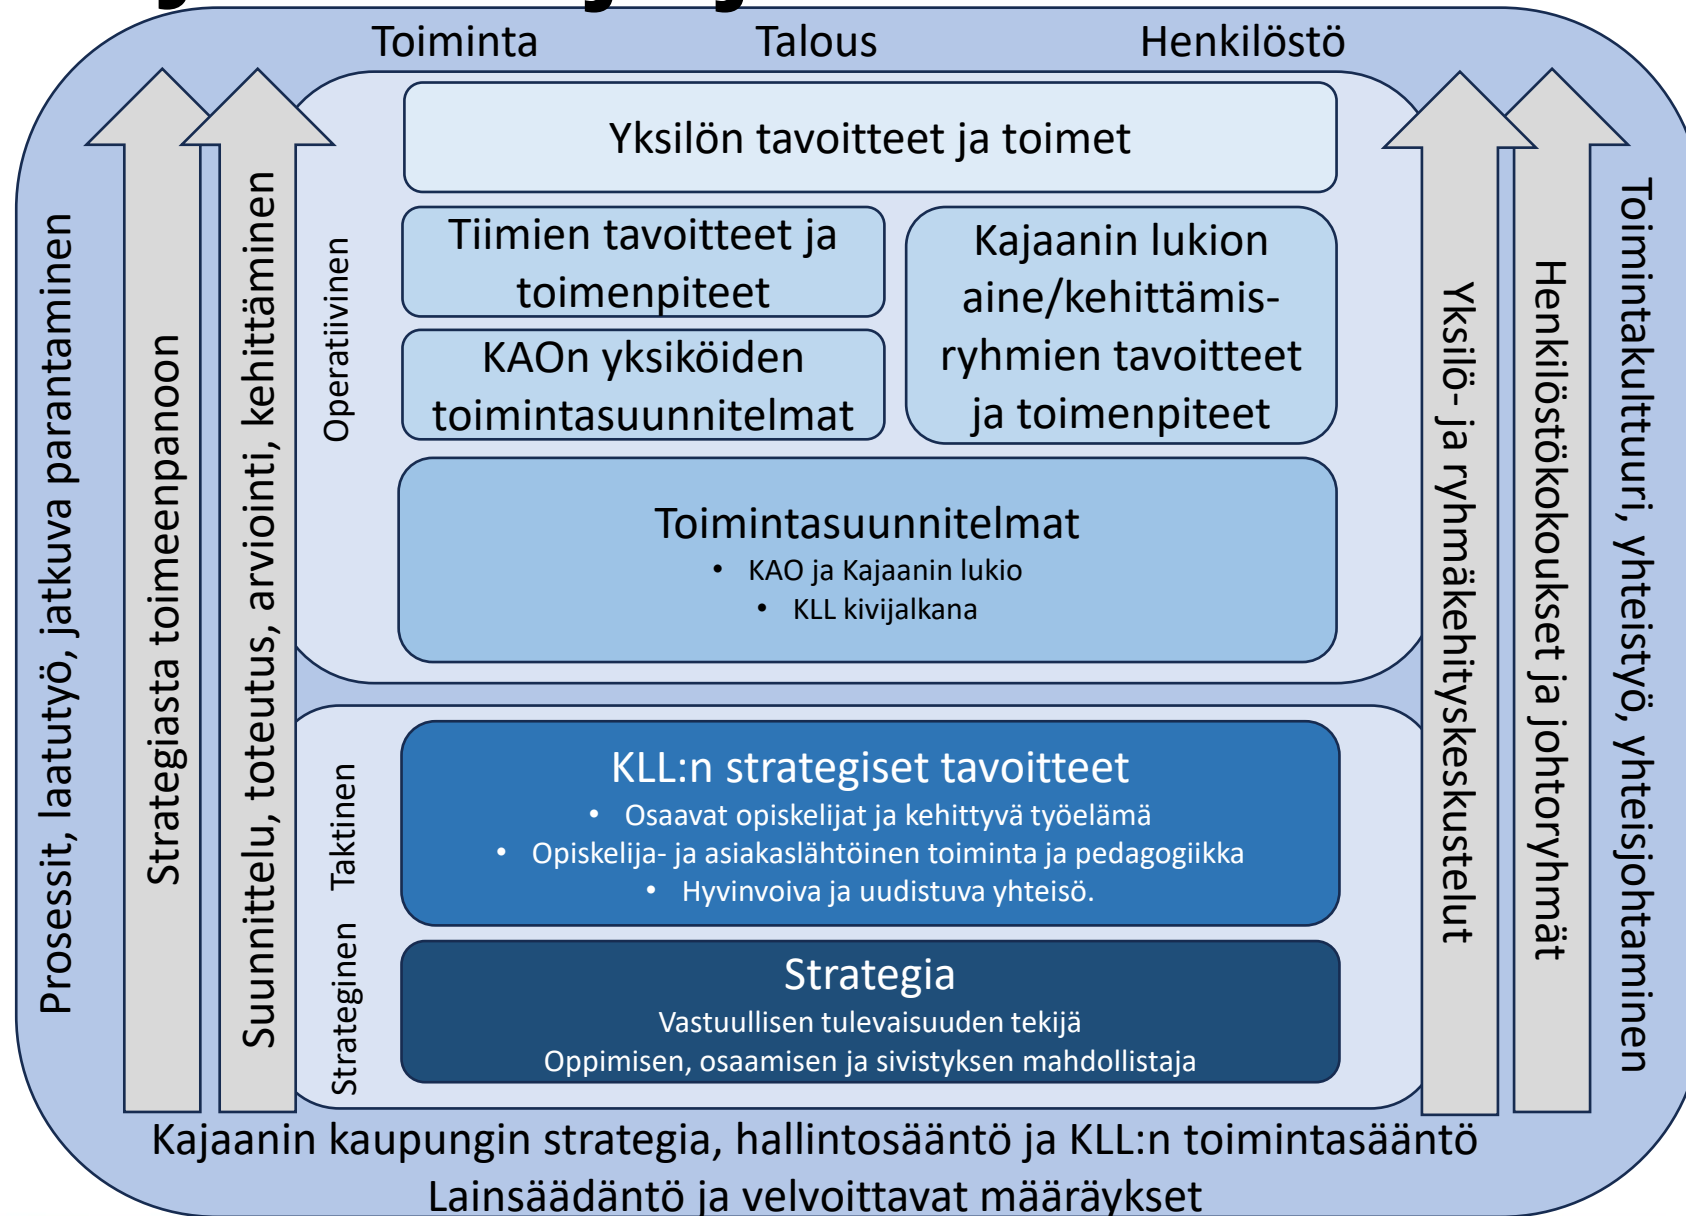 Toiminta Talous Henkilöstö
Prosessit, laatutyö, jatkuva parantaminen
Strategiasta toimeenpanoon
Suunnittelu, toteutus, arviointi, kehittäminen
Operatiivinen
Yksilön tavoitteet ja toimet
Tiimien tavoitteet ja
toimenpiteet
KAOn yksiköiden
toimintasuunnitelmat
Kajaanin lukion
aine/kehittämis-
ryhmien tavoitteet
ja toimenpiteet
Toimintasuunnitelmat
• KAO ja Kajaanin lukio
• KLL kivijalkana
Taktinen
KLL:n strategiset tavoitteet
• Osaavat opiskelijat ja kehittyvä työelämä
• Opiskelija- ja asiakaslähtöinen toiminta ja pedagogiikka
• Hyvinvoiva ja uudistuva yhteisö.
Strateginen
Strategia
Vastuullisen tulevaisuuden tekijä
Oppimisen, osaamisen ja sivistyksen mahdollistaja
Yksilö- ja ryhmäkehityskeskustelut
Henkilöstökokoukset ja johtoryhmät
Toimintakulttuuri, yhteistyö, yhteisjohtaminen
Kajaanin kaupungin strategia, hallintosääntö ja KLL:n toimintasääntö
Lainsäädäntö ja velvoittavat määräykset